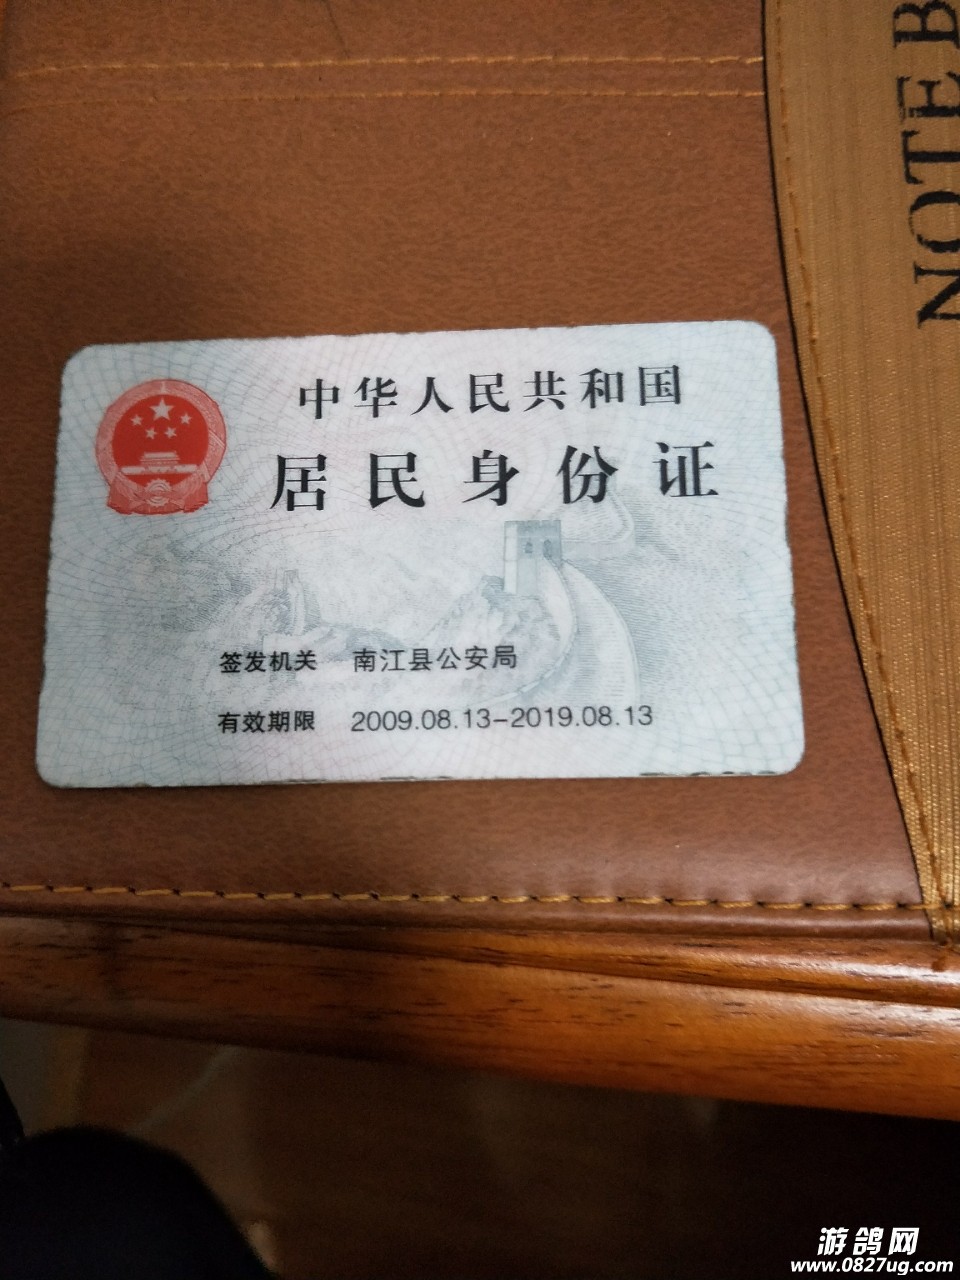 NOTE B
中华人民共和国
居民身份证
签发机关 南江县公安局
有效期限 2009.08.13-2019.08.13
游鸽网
www.0827ug.com